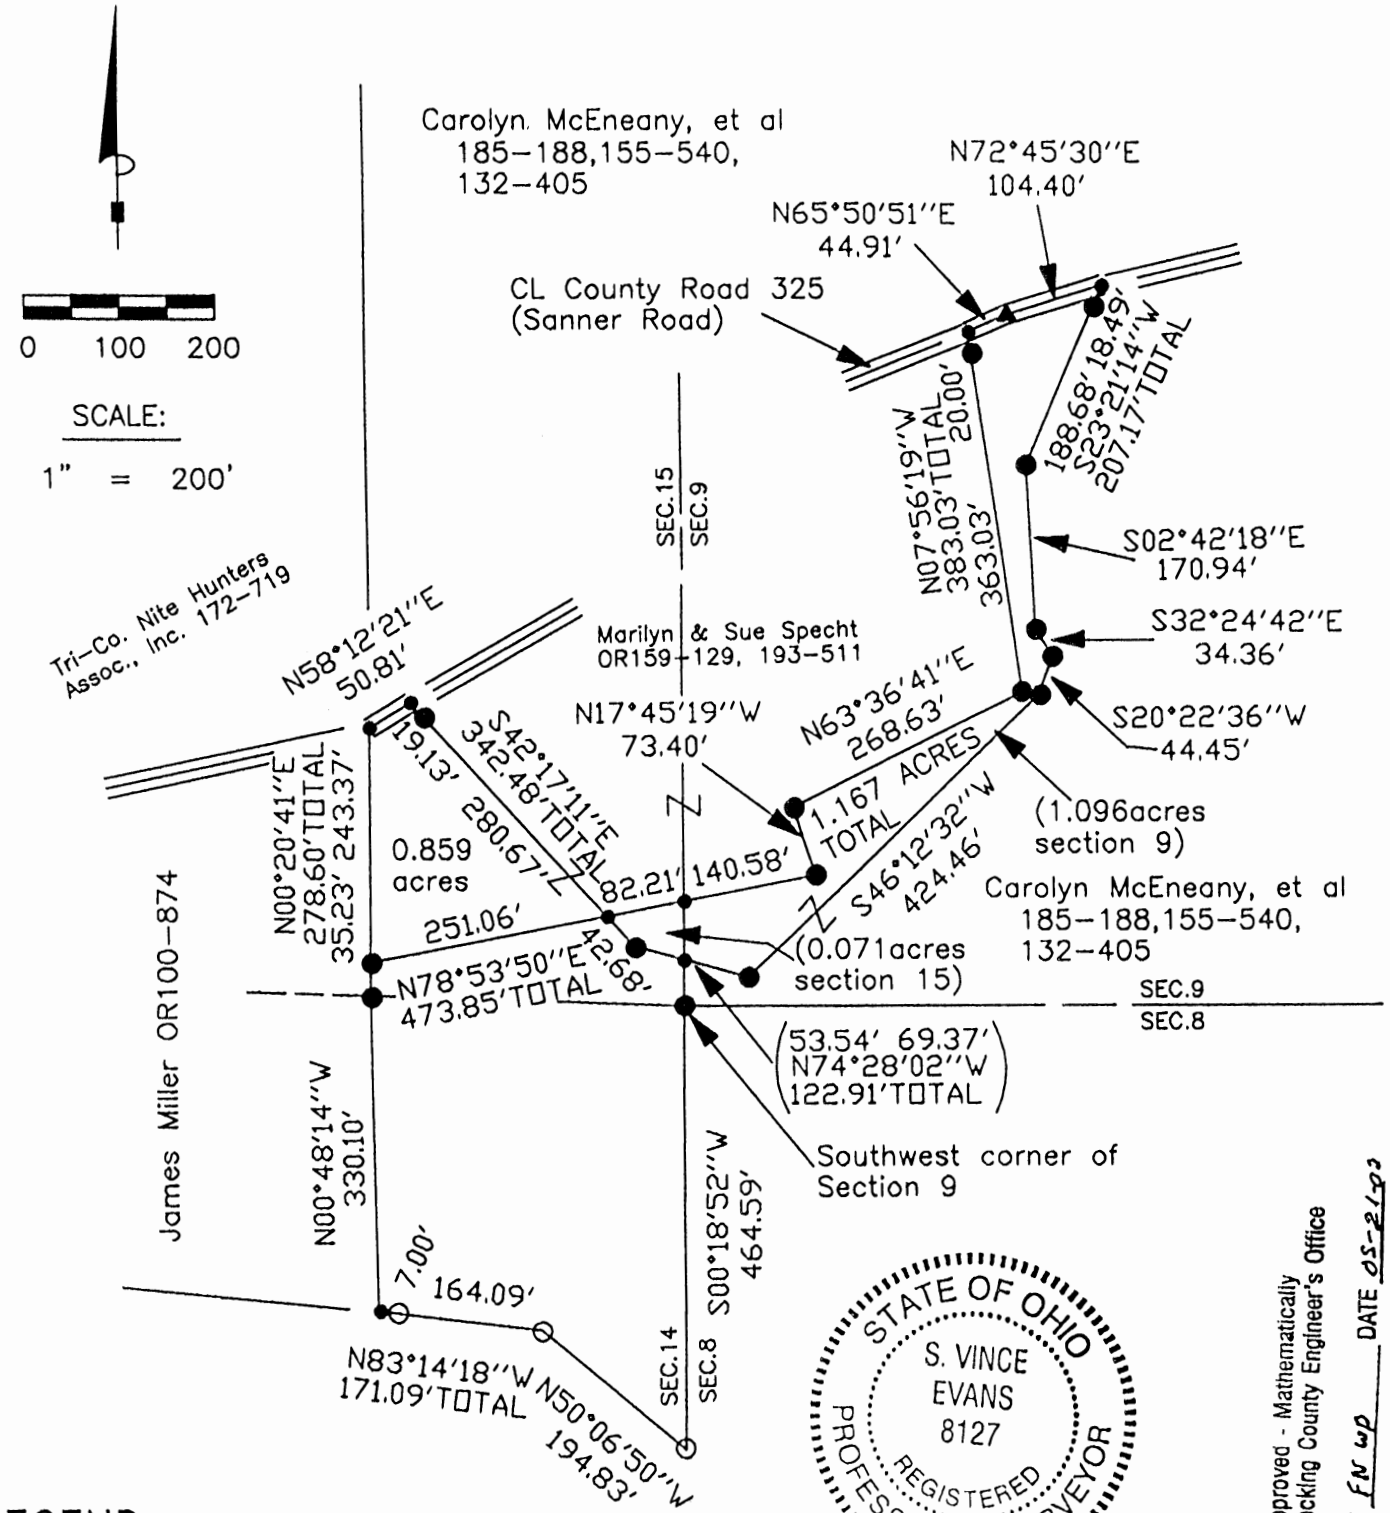 Carolyn McEneany, et al
185-188,155-540,
132-405
N72°45'30"E
104.40'
N65°50'51"E
44.91'
CL County Road 325
(Sanner Road)
0 100 200
SCALE:
1" = 200'
188.68' 18.49'
S23°21'14"W
207.17'TOTAL
N07°56'19"W
383.03'TOTAL
20.00'
363.03'
SEC.15
SEC.9
S02°42'18"E
170.94'
S32°24'42"E
34.36'
S20°22'36"W
44.45'
Tri-Co. Nite Hunters
Assoc., Inc. 172-719
N58°12'21"E
50.81'
Marilyn & Sue Specht
OR159-129, 193-511
N17°45'19"W
73.40'
N63°36'41"E
268.63'
1.167 ACRES
TOTAL
S42°17'11"E
342.48'TOTAL
19.13' 280.67'
N00°20'41"E
278.60'TOTAL
35.23' 243.37'
0.859
acres
82.21' 140.58'
251.06'
N78°53'50"E
473.85'TOTAL
42.68'
S46°12'32"W
424.46'
(1.096acres
section 9)
Carolyn McEneany, et al
185-188,155-540,
132-405
(0.071acres
section 15)
SEC.9
SEC.8
(53.54' 69.37'
N74°28'02"W
122.91'TOTAL)
Southwest corner of
Section 9
James Miller OR100-874
N00°48'14"W
330.10'
S00°18'52"W
464.59'
7.00'
164.09'
N83°14'18"W
171.09'TOTAL
N50°06'50"W
194.83'
SEC.14
SEC.8
STATE OF OHIO
S. VINCE
EVANS
8127
REGISTERED
DATE